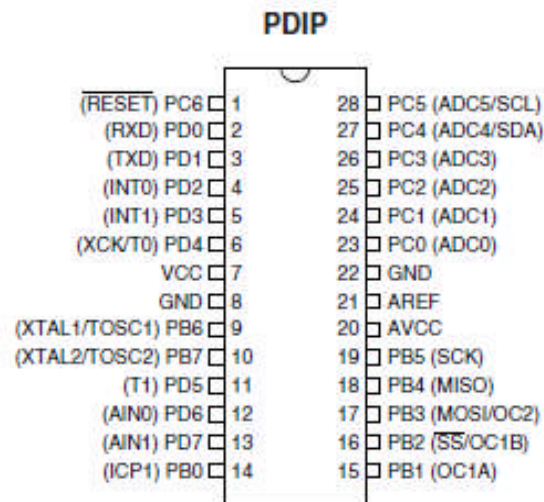 PDIP
(RESET) PC6 1 28 PC5 (ADC5/SCL)
(RXD) PD0 2 27 PC4 (ADC4/SDA)
(TXD) PD1 3 26 PC3 (ADC3)
(INT0) PD2 4 25 PC2 (ADC2)
(INT1) PD3 5 24 PC1 (ADC1)
(XCK/T0) PD4 6 23 PC0 (ADC0)
VCC 7 22 GND
GND 8 21 AREF
(XTAL1/TOSC1) PB6 9 20 AVCC
(XTAL2/TOSC2) PB7 10 19 PB5 (SCK)
(T1) PD5 11 18 PB4 (MISO)
(AIN0) PD6 12 17 PB3 (MOSI/OC2)
(AIN1) PD7 13 16 PB2 (SS/OC1B)
(ICP1) PB0 14 15 PB1 (OC1A)